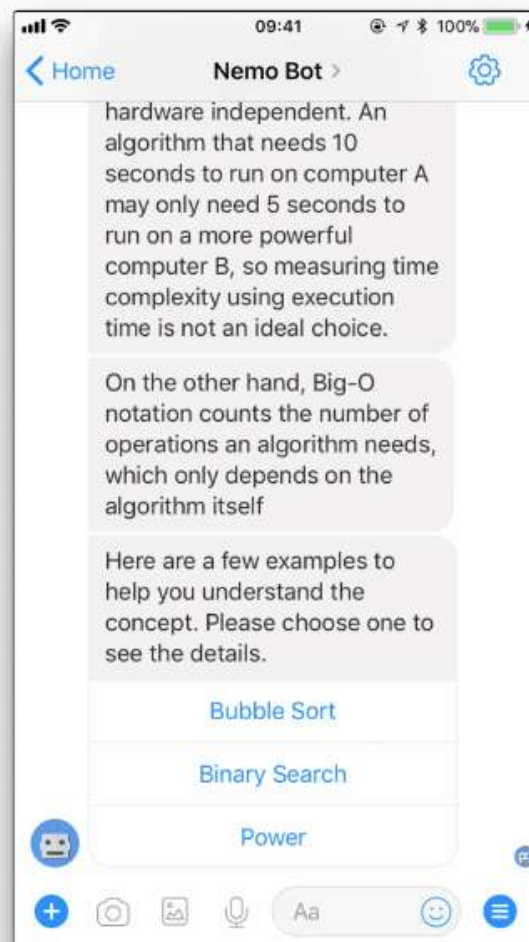 09:41
100%
Home
Nemo Bot
hardware independent. An
algorithm that needs 10
seconds to run on computer A
may only need 5 seconds to
run on a more powerful
computer B, so measuring time
complexity using execution
time is not an ideal choice.
On the other hand, Big-O
notation counts the number of
operations an algorithm needs,
which only depends on the
algorithm itself
Here are a few examples to
help you understand the
concept. Please choose one to
see the details.
Bubble Sort
Binary Search
Power
Aa